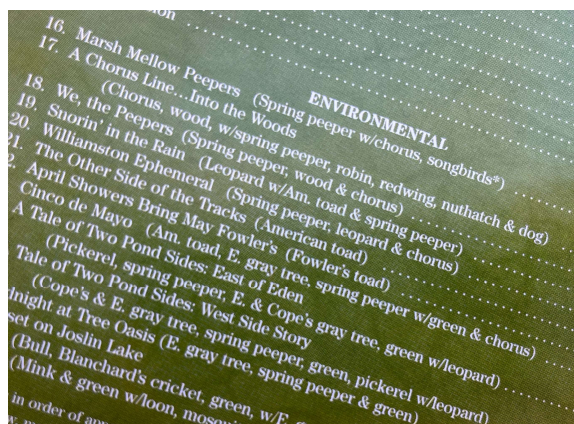 ENVIRONMENTAL
16. Marsh Mellow Peepers (Spring peeper w/chorus, songbirds*)
17. A Chorus Line…Into the Woods
(Chorus, wood, w/spring peeper, robin, redwing, nuthatch & dog)
18. We, the Peepers (Spring peeper, wood & chorus)
19. Snorin' in the Rain (Leopard w/Am. toad & spring peeper)
20. Williamston Ephemeral (Spring peeper, leopard & chorus)
21. The Other Side of the Tracks (American toad)
2. April Showers Bring May Fowler's (Fowler's toad)
Cinco de Mayo (Am. toad, E. gray tree, spring peeper w/green & chorus)
A Tale of Two Pond Sides: East of Eden
(Pickerel, spring peeper, E. & Cope's gray tree, green w/leopard)
Tale of Two Pond Sides: West Side Story
(Cope's & E. gray tree, spring peeper, green, pickerel w/leopard)
dnight at Tree Oasis (E. gray tree, spring peeper & green)
set on Joslin Lake
(Bull, Blanchard's cricket, green, w/E.
(Mink & green w/loon,
in order of